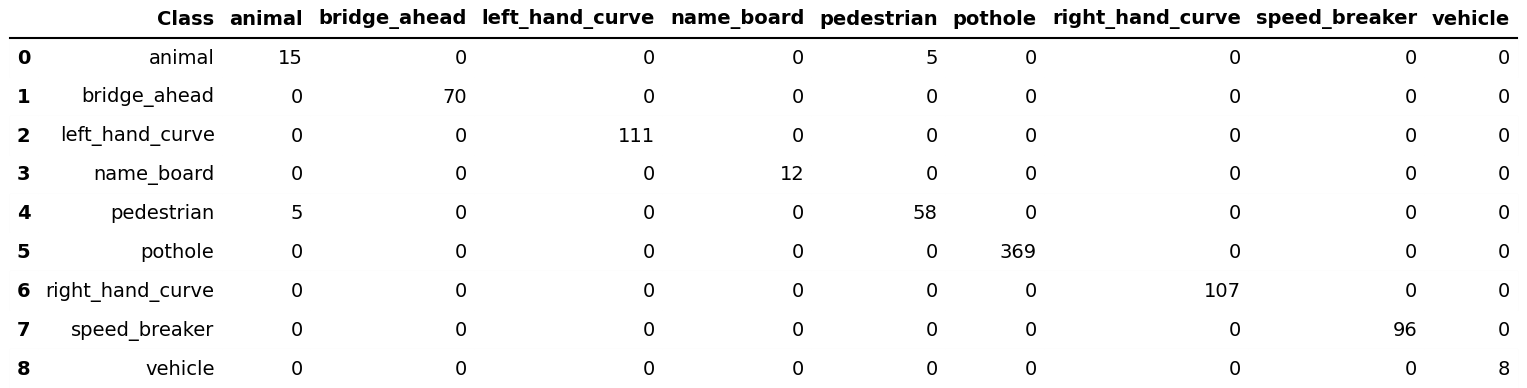 Class animal bridge_ahead left_hand_curve name_board pedestrian pothole right_hand_curve speed_breaker vehicle
0 animal 15 0 0 0 5 0 0 0 0
1 bridge_ahead 0 70 0 0 0 0 0 0 0
2 left_hand_curve 0 0 111 0 0 0 0 0 0
3 name_board 0 0 0 12 0 0 0 0 0
4 pedestrian 5 0 0 0 58 0 0 0 0
5 pothole 0 0 0 0 0 369 0 0 0
6 right_hand_curve 0 0 0 0 0 0 107 0 0
7 speed_breaker 0 0 0 0 0 0 0 96 0
8 vehicle 0 0 0 0 0 0 0 0 8